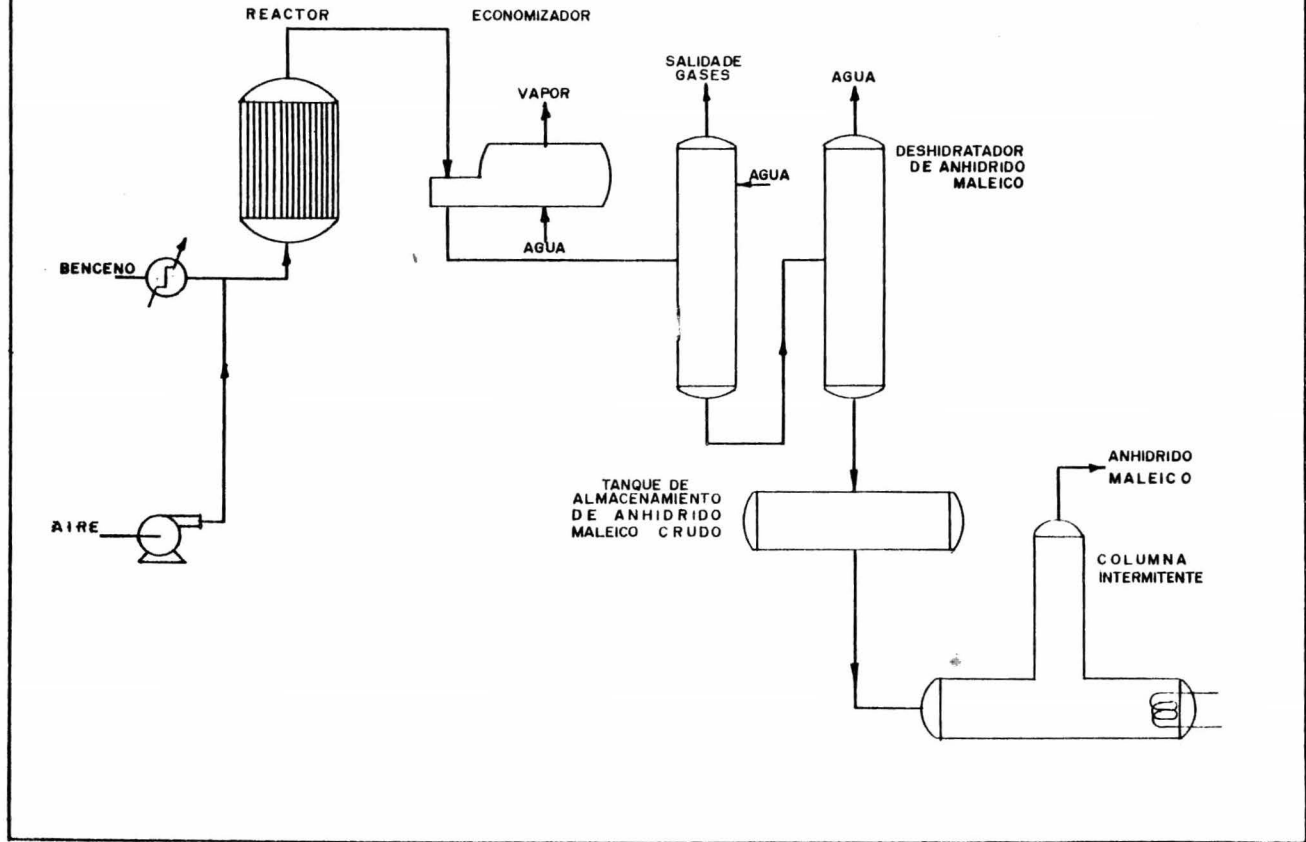 REACTOR
ECONOMIZADOR
SALIDA DE
GASES
AGUA
VAPOR
DESHIDRATADOR
DE ANHIDRIDO
MALEICO
AGUA
AGUA
BENCENO
AIRE
TANQUE DE
ALMACENAMIENTO
DE ANHIDRIDO
MALEICO CRUDO
ANHIDRIDO
MALEICO
COLUMNA
INTERMITENTE